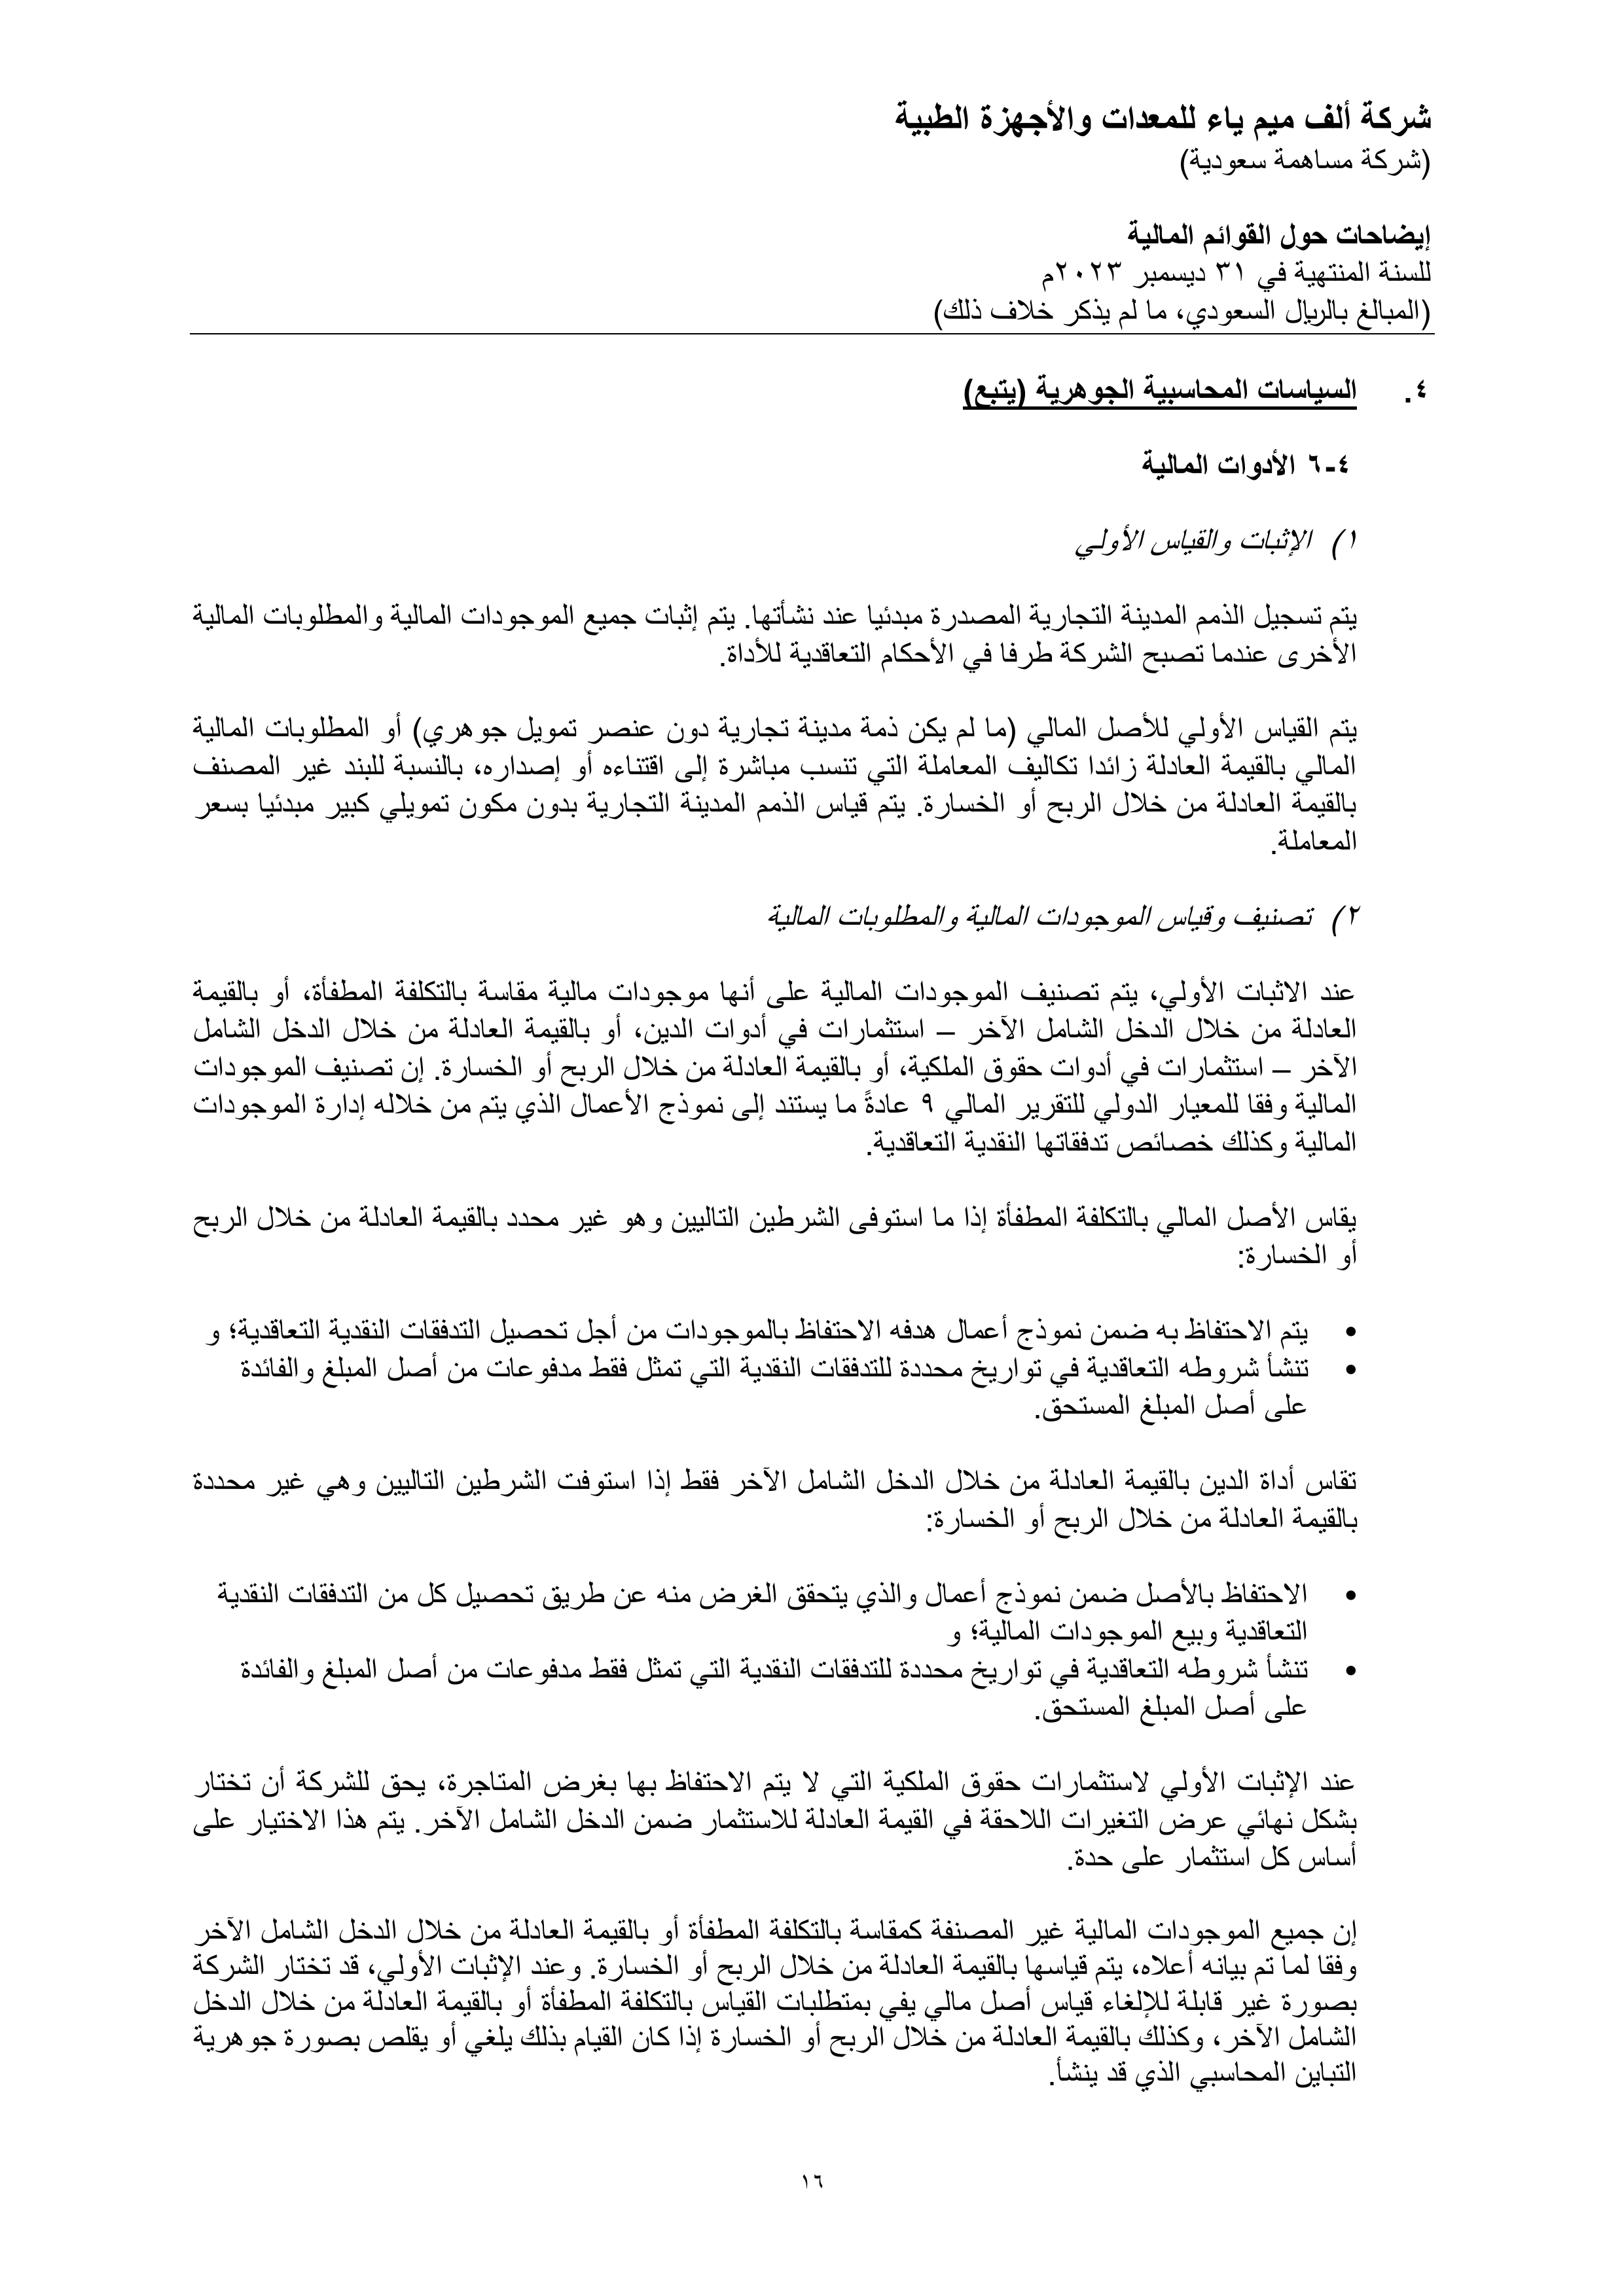 شركة ألف ميم ياء للمعدات والأجهزة الطبية
(شركة مساهمة سعودية)
إيضاحات حول القوائم المالية
للسنة المنتهية في ٣١ ديسمبر ٢٠٢٣م
(المبالغ بالريال السعودي، ما لم يذكر خلاف ذلك)
٤. السياسات المحاسبية الجوهرية (يتبع)
٤-٦ الأدوات المالية
١) الإثبات والقياس الأولي
يتم تسجيل الذمم المدينة التجارية المصدرة مبدئيا عند نشأتها. يتم إثبات جميع الموجودات المالية والمطلوبات المالية
الأخرى عندما تصبح الشركة طرفا في الأحكام التعاقدية للأداة.
يتم القياس الأولي للأصل المالي (ما لم يكن ذمة مدينة تجارية دون عنصر تمويل جوهري) أو المطلوبات المالية
المالي بالقيمة العادلة زائدا تكاليف المعاملة التي تنسب مباشرة إلى اقتناءه أو إصداره، بالنسبة للبند غير المصنف
بالقيمة العادلة من خلال الربح أو الخسارة. يتم قياس الذمم المدينة التجارية بدون مكون تمويلي كبير مبدئيا بسعر
المعاملة.
٢) تصنيف وقياس الموجودات المالية والمطلوبات المالية
عند الاثبات الأولي، يتم تصنيف الموجودات المالية على أنها موجودات مالية مقاسة بالتكلفة المطفأة، أو بالقيمة
العادلة من خلال الدخل الشامل الآخر – استثمارات في أدوات الدين، أو بالقيمة العادلة من خلال الدخل الشامل
الآخر – استثمارات في أدوات حقوق الملكية، أو بالقيمة العادلة من خلال الربح أو الخسارة. إن تصنيف الموجودات
المالية وفقا للمعيار الدولي للتقرير المالي ٩ عادةً ما يستند إلى نموذج الأعمال الذي يتم من خلاله إدارة الموجودات
المالية وكذلك خصائص تدفقاتها النقدية التعاقدية.
يقاس الأصل المالي بالتكلفة المطفأة إذا ما استوفى الشرطين التاليين وهو غير محدد بالقيمة العادلة من خلال الربح
أو الخسارة:
• يتم الاحتفاظ به ضمن نموذج أعمال هدفه الاحتفاظ بالموجودات من أجل تحصيل التدفقات النقدية التعاقدية؛ و
• تنشأ شروطه التعاقدية في تواريخ محددة للتدفقات النقدية التي تمثل فقط مدفوعات من أصل المبلغ والفائدة
على أصل المبلغ المستحق.
تقاس أداة الدين بالقيمة العادلة من خلال الدخل الشامل الآخر فقط إذا استوفت الشرطين التاليين وهي غير محددة
بالقيمة العادلة من خلال الربح أو الخسارة:
• الاحتفاظ بالأصل ضمن نموذج أعمال والذي يتحقق الغرض منه عن طريق تحصيل كل من التدفقات النقدية
التعاقدية وبيع الموجودات المالية؛ و
• تنشأ شروطه التعاقدية في تواريخ محددة للتدفقات النقدية التي تمثل فقط مدفوعات من أصل المبلغ والفائدة
على أصل المبلغ المستحق.
عند الإثبات الأولي لاستثمارات حقوق الملكية التي لا يتم الاحتفاظ بها بغرض المتاجرة، يحق للشركة أن تختار
بشكل نهائي عرض التغيرات اللاحقة في القيمة العادلة للاستثمار ضمن الدخل الشامل الآخر. يتم هذا الاختيار على
أساس كل استثمار على حدة.
إن جميع الموجودات المالية غير المصنفة كمقاسة بالتكلفة المطفأة أو بالقيمة العادلة من خلال الدخل الشامل الآخر
وفقا لما تم بيانه أعلاه، يتم قياسها بالقيمة العادلة من خلال الربح أو الخسارة. وعند الإثبات الأولي، قد تختار الشركة
بصورة غير قابلة للإلغاء قياس أصل مالي يفي بمتطلبات القياس بالتكلفة المطفأة أو بالقيمة العادلة من خلال الدخل
الشامل الآخر، وكذلك بالقيمة العادلة من خلال الربح أو الخسارة إذا كان القيام بذلك يلغي أو يقلص بصورة جوهرية
التباين المحاسبي الذي قد ينشأ.
١٦